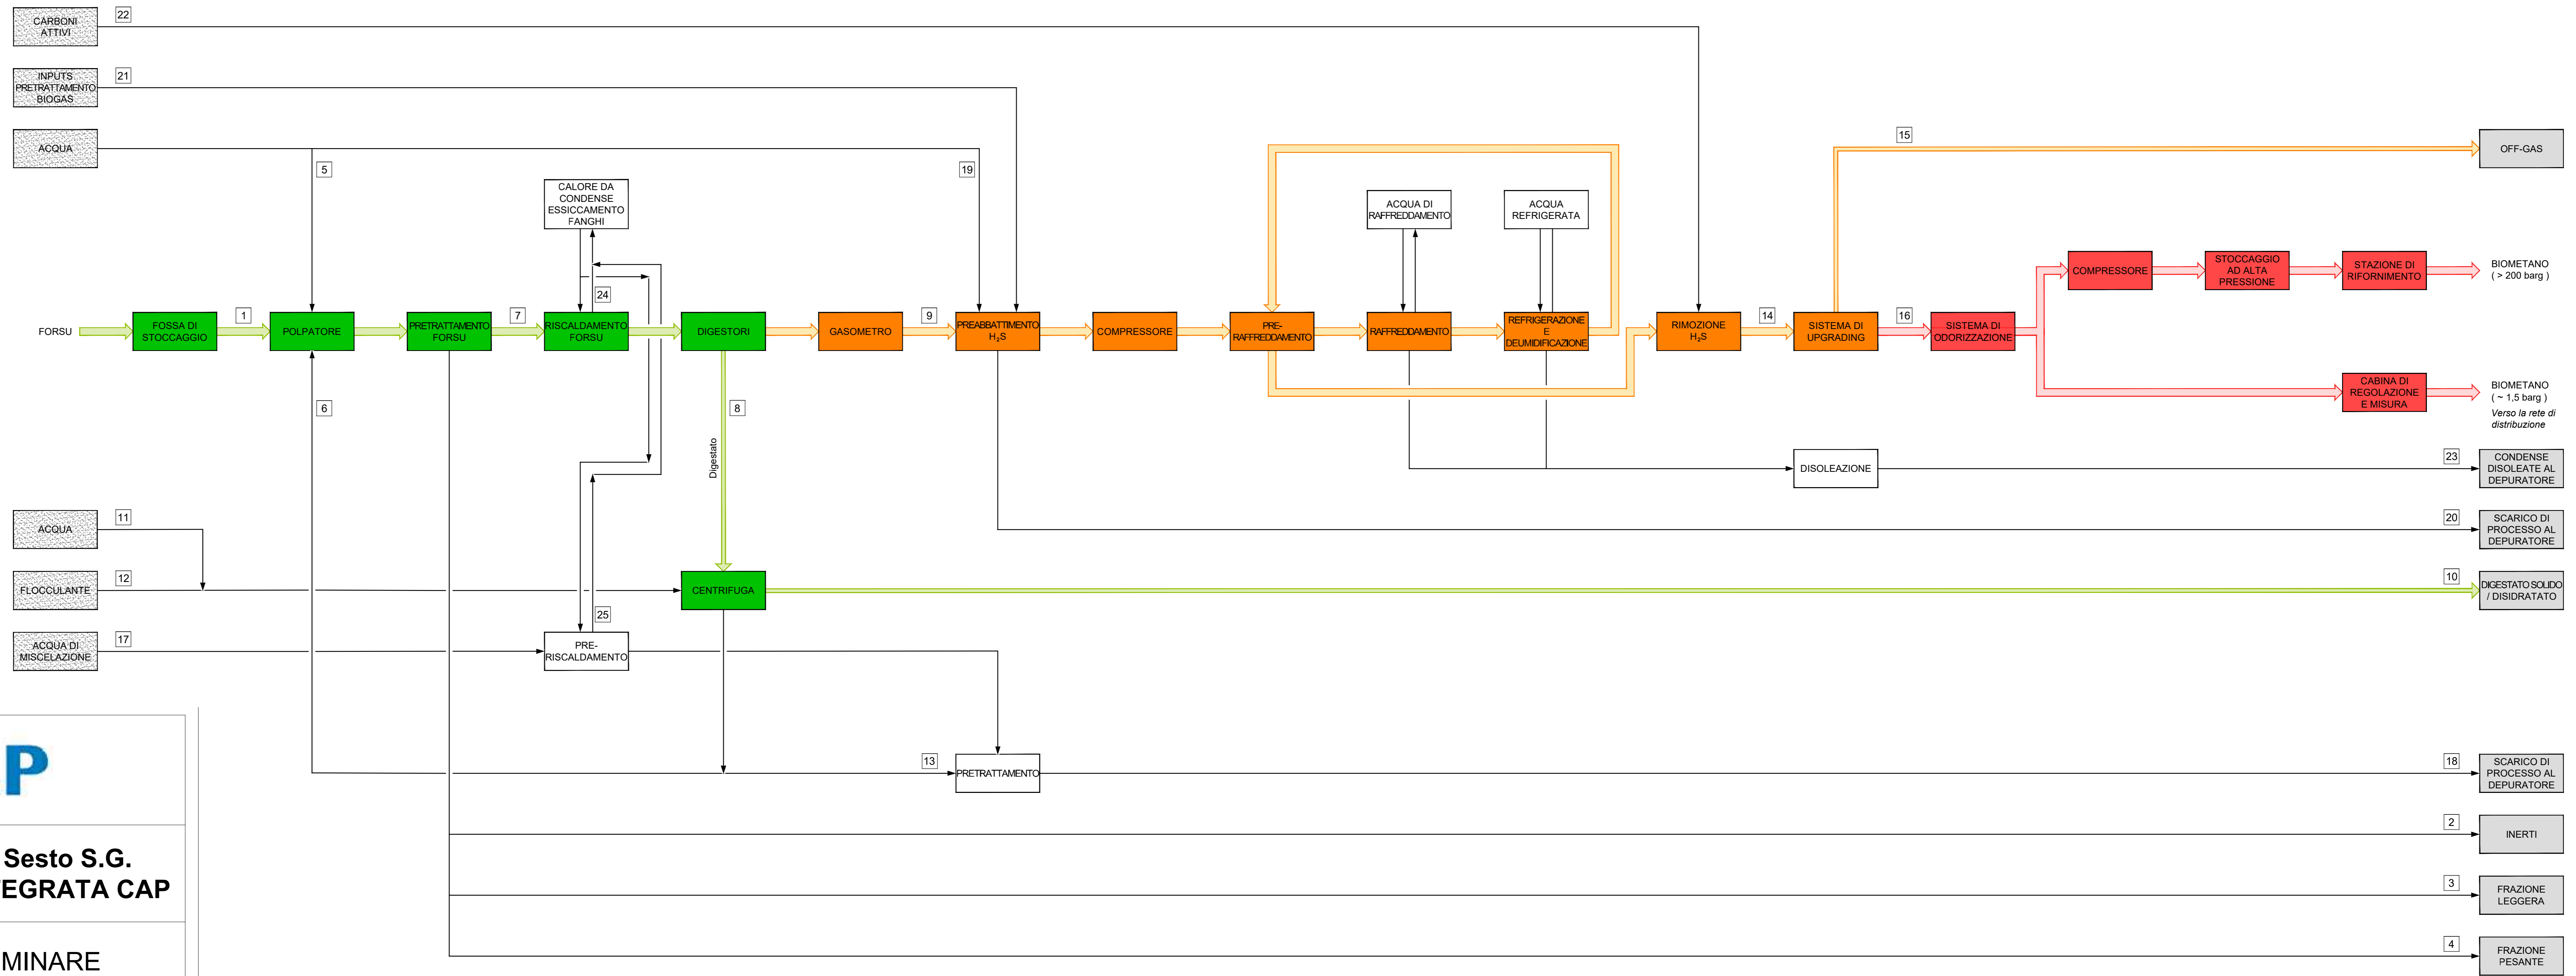 CARBONI
ATTIVI
22
INPUTS
PRETRATTAMENTO
BIOGAS
21
ACQUA
5
19
15
OFF-GAS
CALORE DA
CONDENSE
ESSICCAMENTO
FANGHI
ACQUA DI
RAFFREDDAMENTO
ACQUA
REFRIGERATA
24
FORSU
FOSSA DI
STOCCAGGIO
1
POLPATORE
PRETRATTAMENTO
FORSU
7
RISCALDAMENTO
FORSU
DIGESTORI
GASOMETRO
9
PREABBATTIMENTO
H₂S
COMPRESSORE
PRE-
RAFFREDDAMENTO
RAFFREDDAMENTO
REFRIGERAZIONE
E
DEUMIDIFICAZIONE
RIMOZIONE
H₂S
14
SISTEMA DI
UPGRADING
16
SISTEMA DI
ODORIZZAZIONE
COMPRESSORE
STOCCAGGIO
AD ALTA
PRESSIONE
STAZIONE DI
RIFORNIMENTO
BIOMETANO
( > 200 barg )
CABINA DI
REGOLAZIONE
E MISURA
BIOMETANO
( ~ 1,5 barg )
Verso la rete di
distribuzione
6
8
Digestato
DISOLEAZIONE
23
CONDENSE
DISOLEATE AL
DEPURATORE
ACQUA
11
20
SCARICO DI
PROCESSO AL
DEPURATORE
FLOCCULANTE
12
CENTRIFUGA
10
DIGESTATO SOLIDO
/ DISIDRATATO
25
ACQUA DI
MISCELAZIONE
17
PRE-
RISCALDAMENTO
13
PRETRATTAMENTO
18
SCARICO DI
PROCESSO AL
DEPURATORE
2
INERTI
3
FRAZIONE
LEGGERA
4
FRAZIONE
PESANTE
P
Sesto S.G.
TEGRATA CAP
MINARE